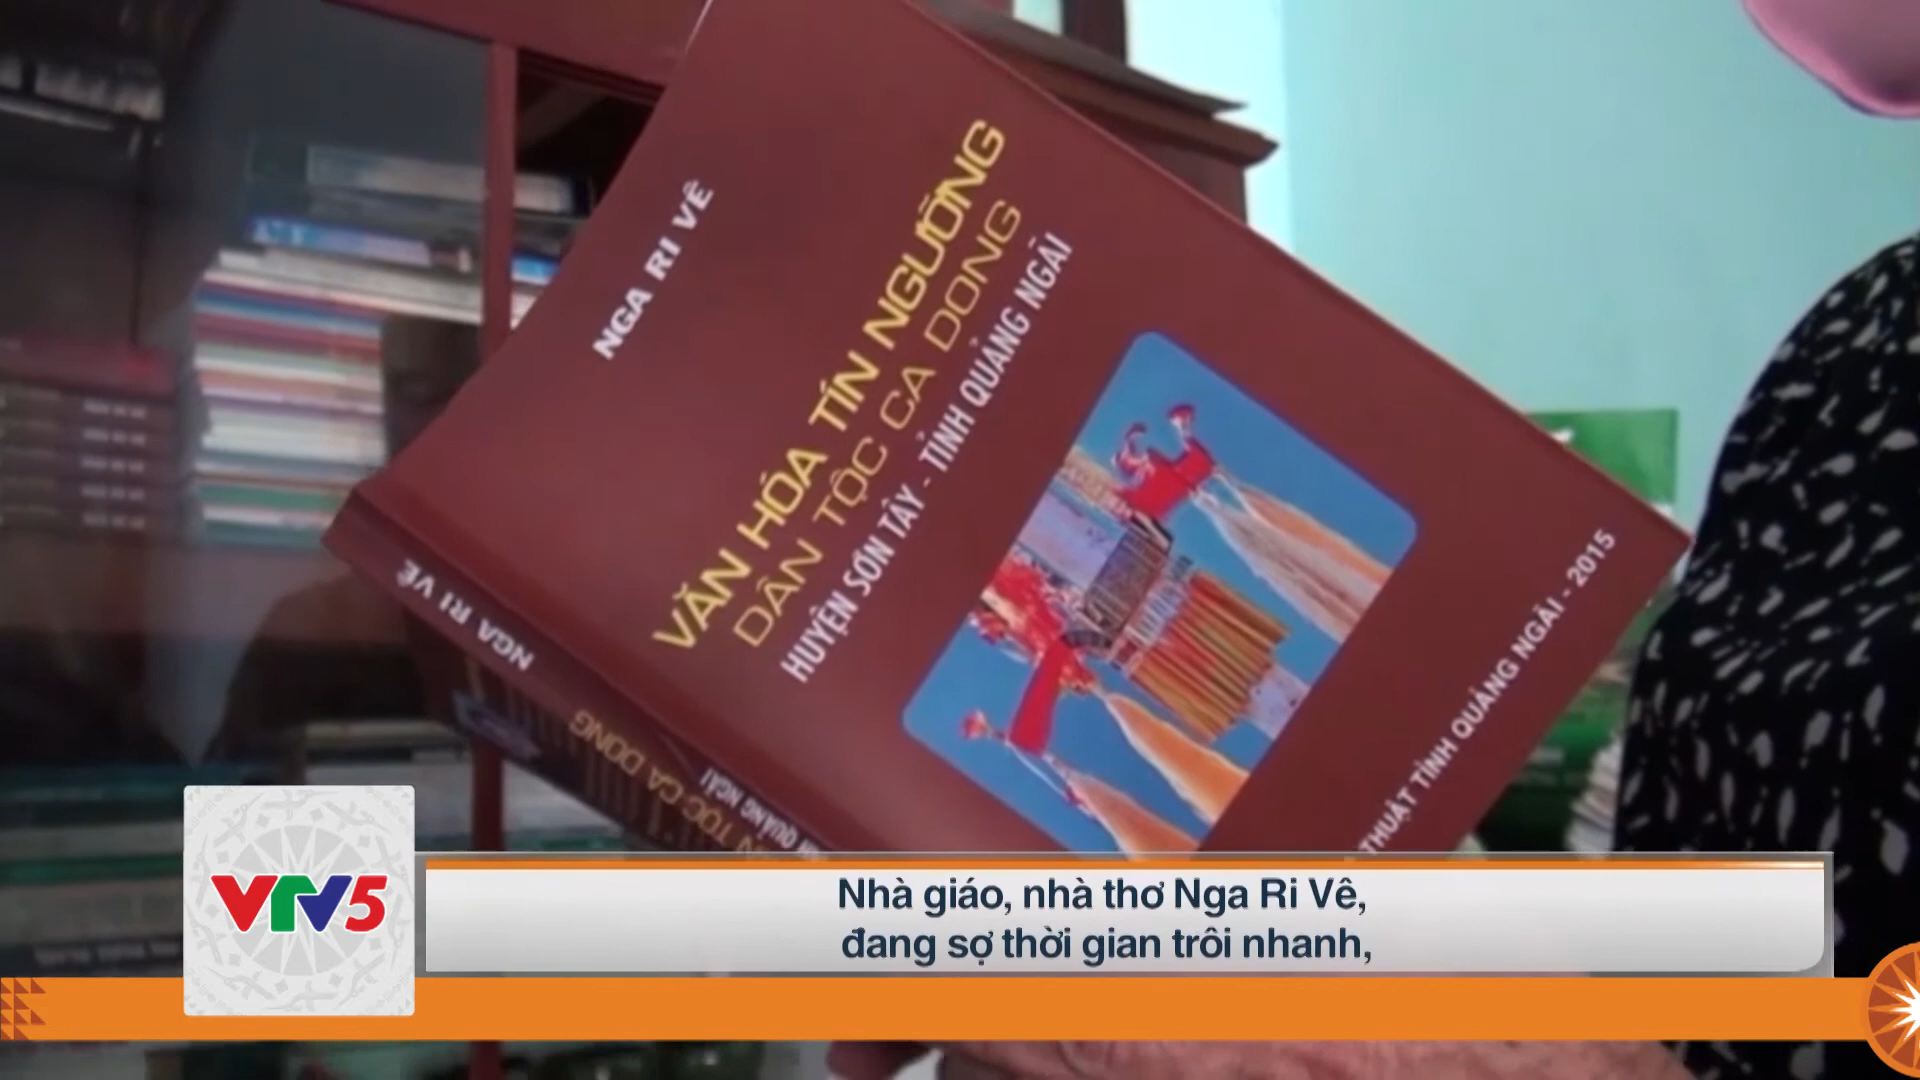 NGA RI VÊ
VĂN HÓA TÍN NGƯỠNG
DÂN TỘC CA DONG
HUYỆN SƠN TÂY - TỈNH QUẢNG NGÃI
THUẬT TỈNH QUẢNG NGÃI - 2015
NGA RI VÊ
TỘC CA DONG
QUẢNG NGÃI
VTV5
Nhà giáo, nhà thơ Nga Ri Vê,
đang sợ thời gian trôi nhanh,